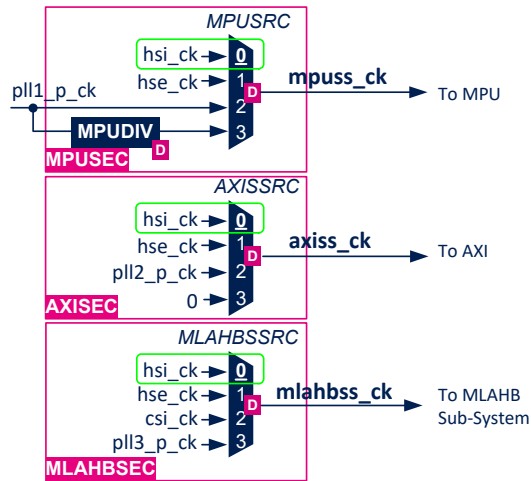 MPUSRC
hsi_ck 0
hse_ck 1
pll1_p_ck 2
D
mpuss_ck
To MPU
MPUDIV 3
D
MPUSEC
AXISSRC
hsi_ck 0
hse_ck 1
D
axiss_ck
To AXI
pll2_p_ck 2
0 3
AXISEC
MLAHBSSRC
hsi_ck 0
hse_ck 1
D
mlahbss_ck
To MLAHB
Sub-System
csi_ck 2
pll3_p_ck 3
MLAHBSEC